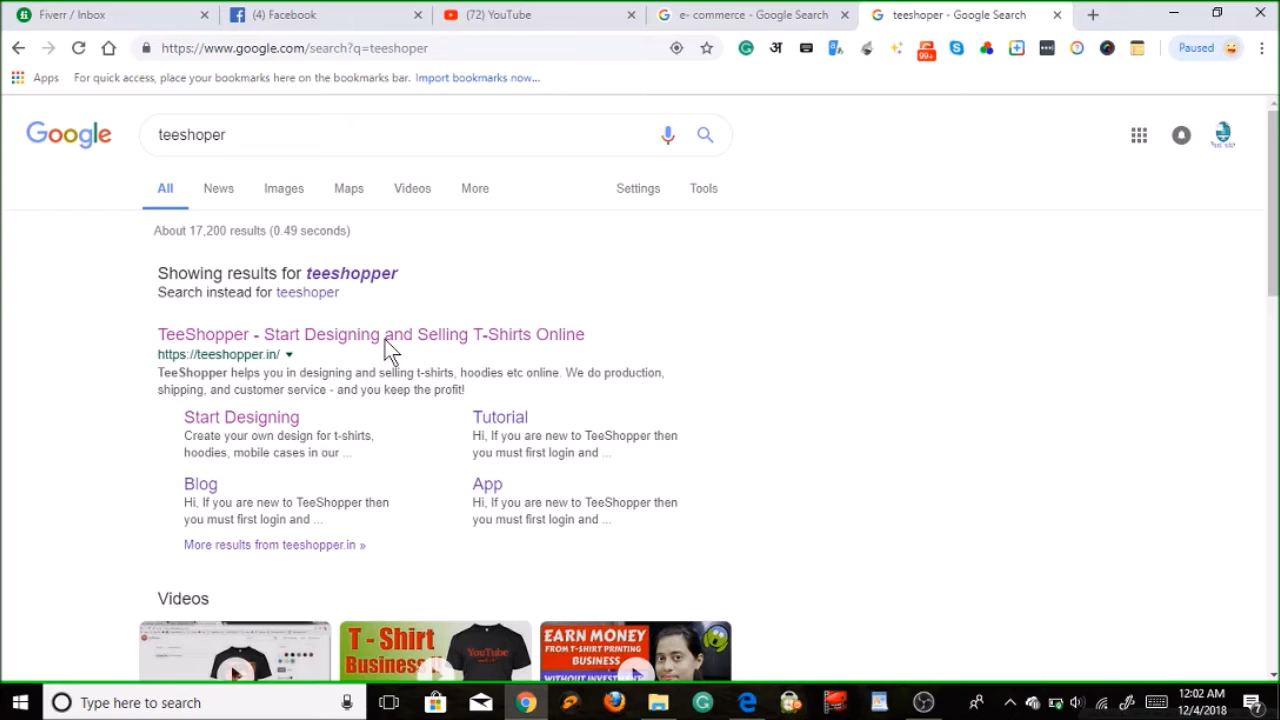 Fiverr / Inbox
(4) Facebook
(72) YouTube
e- commerce - Google Search
teeshoper - Google Search
https://www.google.com/search?q=teeshoper
अ
99+
Paused
Apps
For quick access, place your bookmarks here on the bookmarks bar.
Import bookmarks now...
Google
teeshoper
All
News
Images
Maps
Videos
More
Settings
Tools
About 17,200 results (0.49 seconds)
Showing results for teeshopper
Search instead for teeshoper
TeeShopper - Start Designing and Selling T-Shirts Online
https://teeshopper.in/
TeeShopper helps you in designing and selling t-shirts, hoodies etc online. We do production,
shipping, and customer service - and you keep the profit!
Start Designing
Create your own design for t-shirts,
hoodies, mobile cases in our ...
Tutorial
Hi, If you are new to TeeShopper then
you must first login and ...
Blog
Hi, If you are new to TeeShopper then
you must first login and ...
App
Hi, If you are new to TeeShopper then
you must first login and ...
More results from teeshopper.in »
Videos
T - Shirt
Business
YouTube
EARN MONEY
FROM T-SHIRT PRINTING
BUSINESS
WITHOUT INVESTMENT
Type here to search
12:02 AM
12/4/2018
7